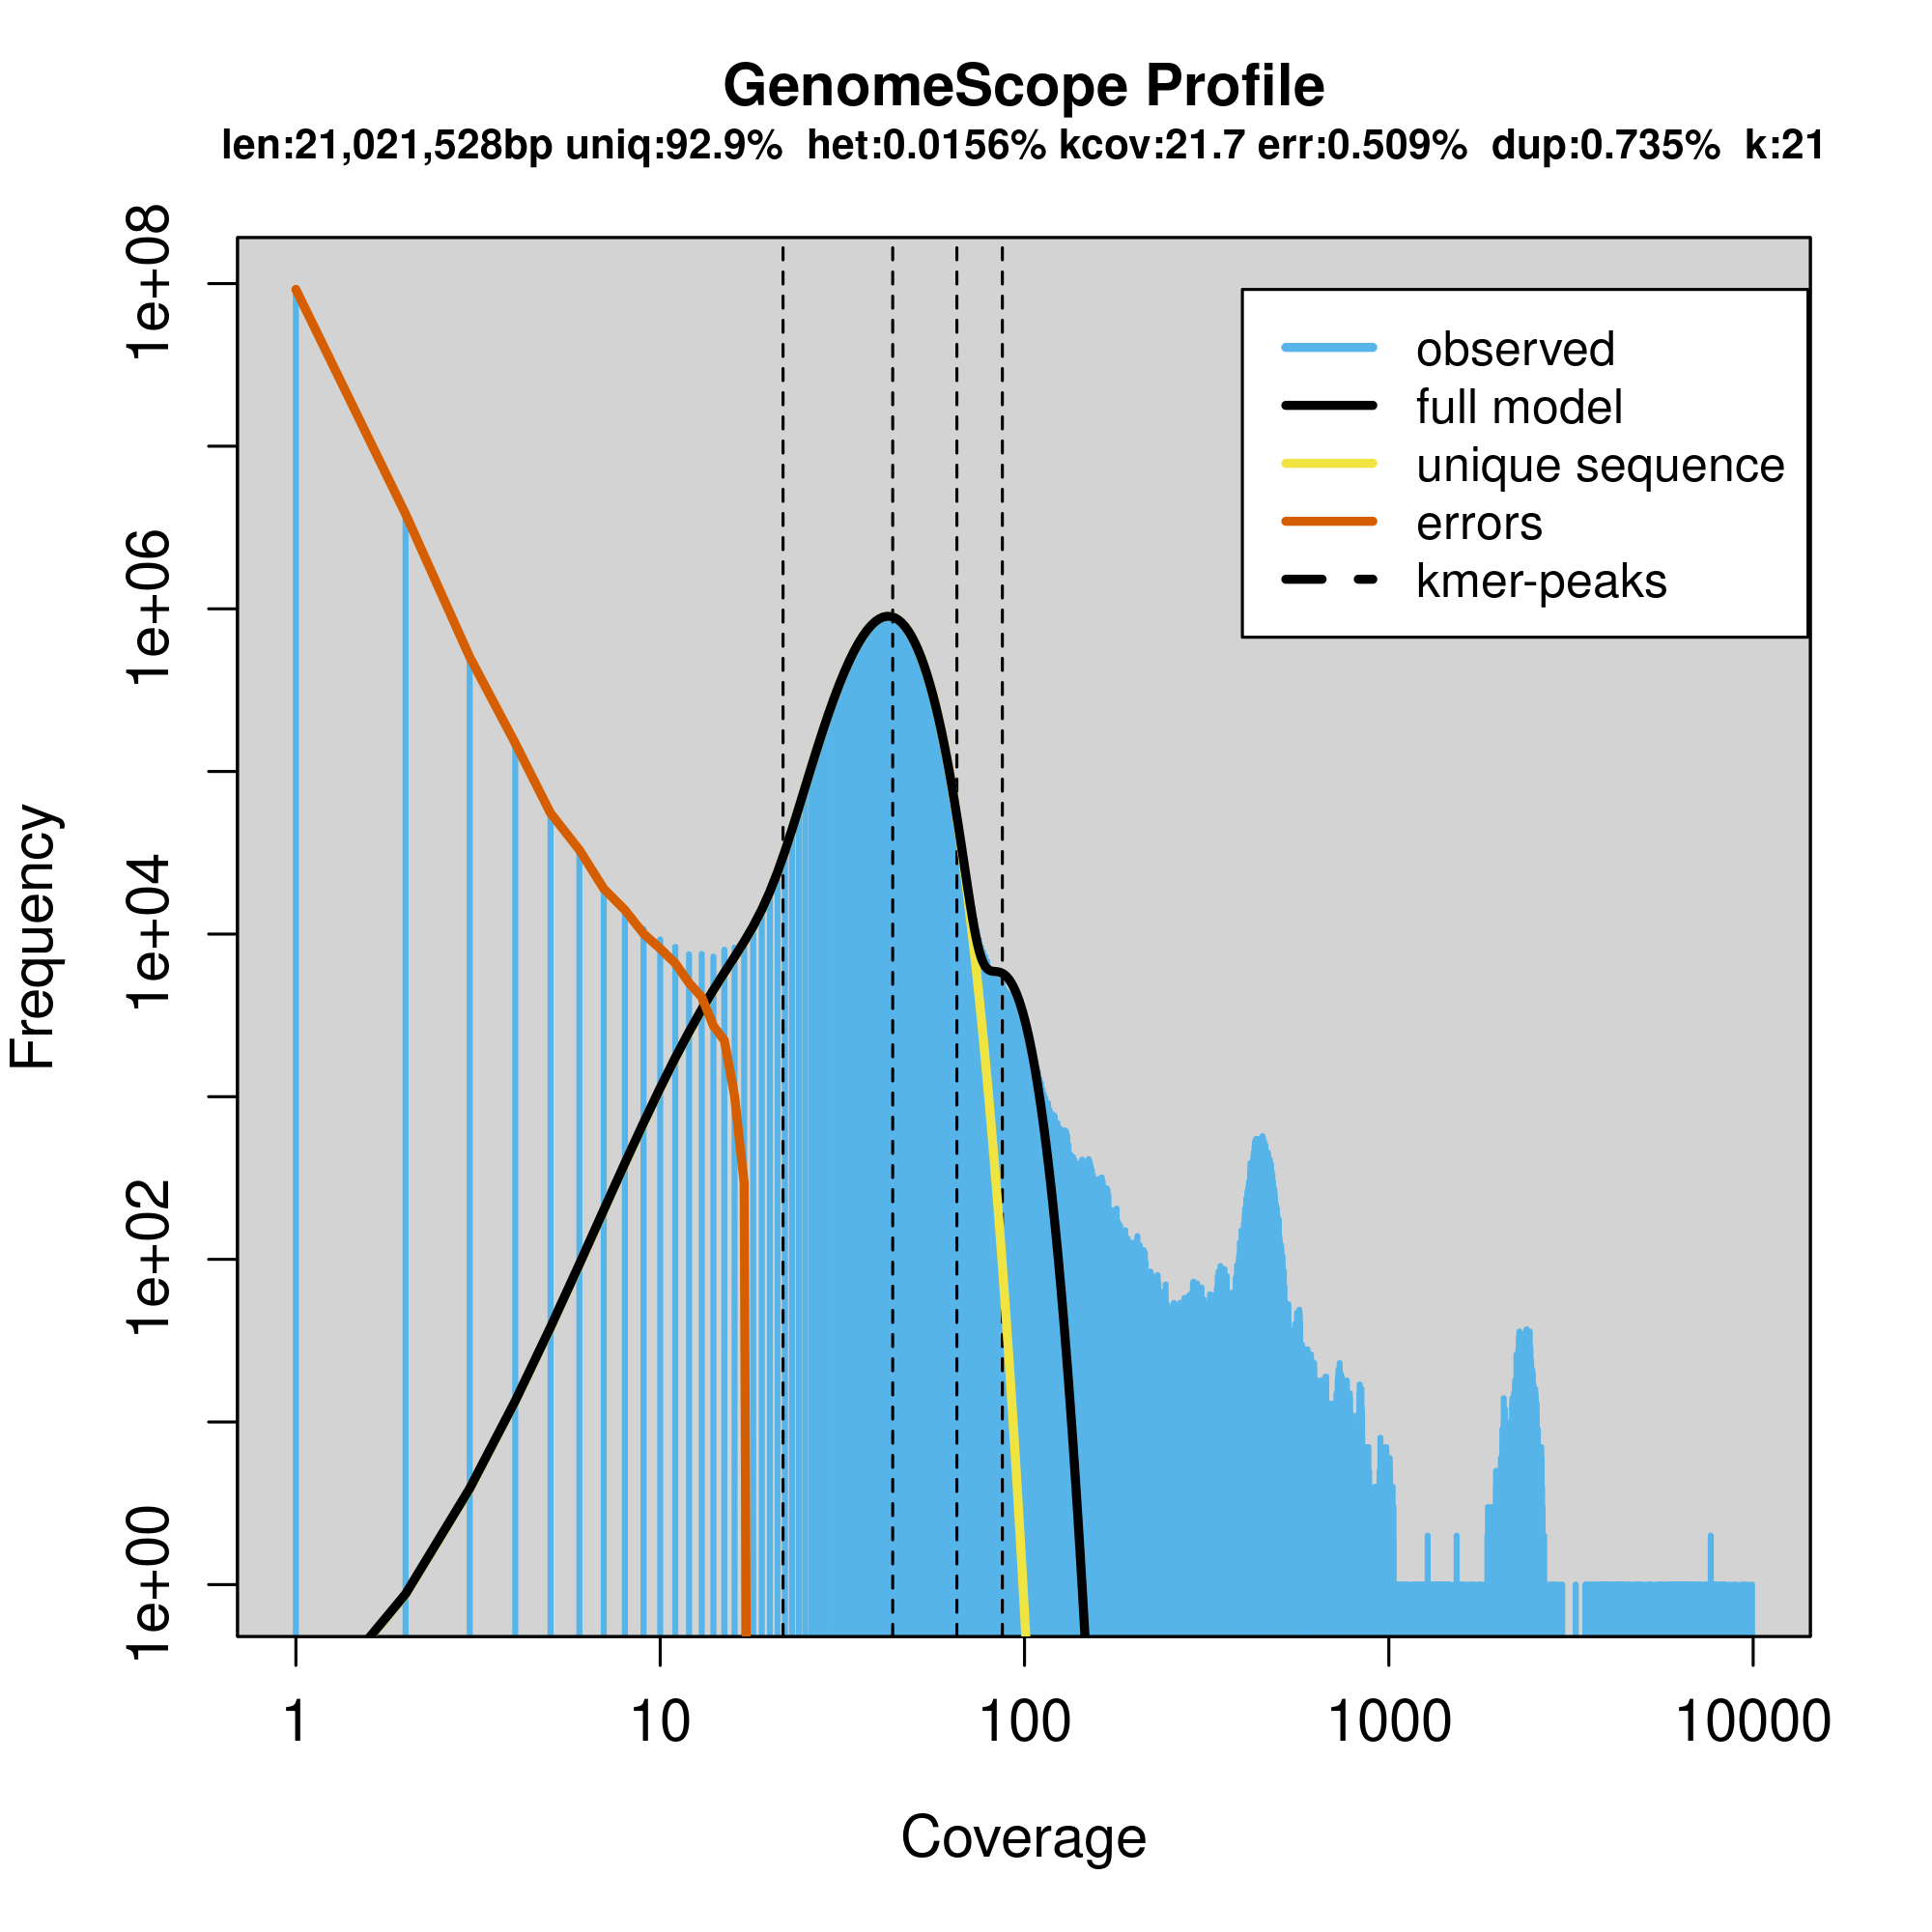 GenomeScope Profile
len:21,021,528bp uniq:92.9% het:0.0156% kcov:21.7 err:0.509% dup:0.735% k:21
1e+08
1e+06
1e+04
1e+02
1e+00
Frequency
observed
full model
unique sequence
errors
kmer-peaks
1
10
100
1000
10000
Coverage